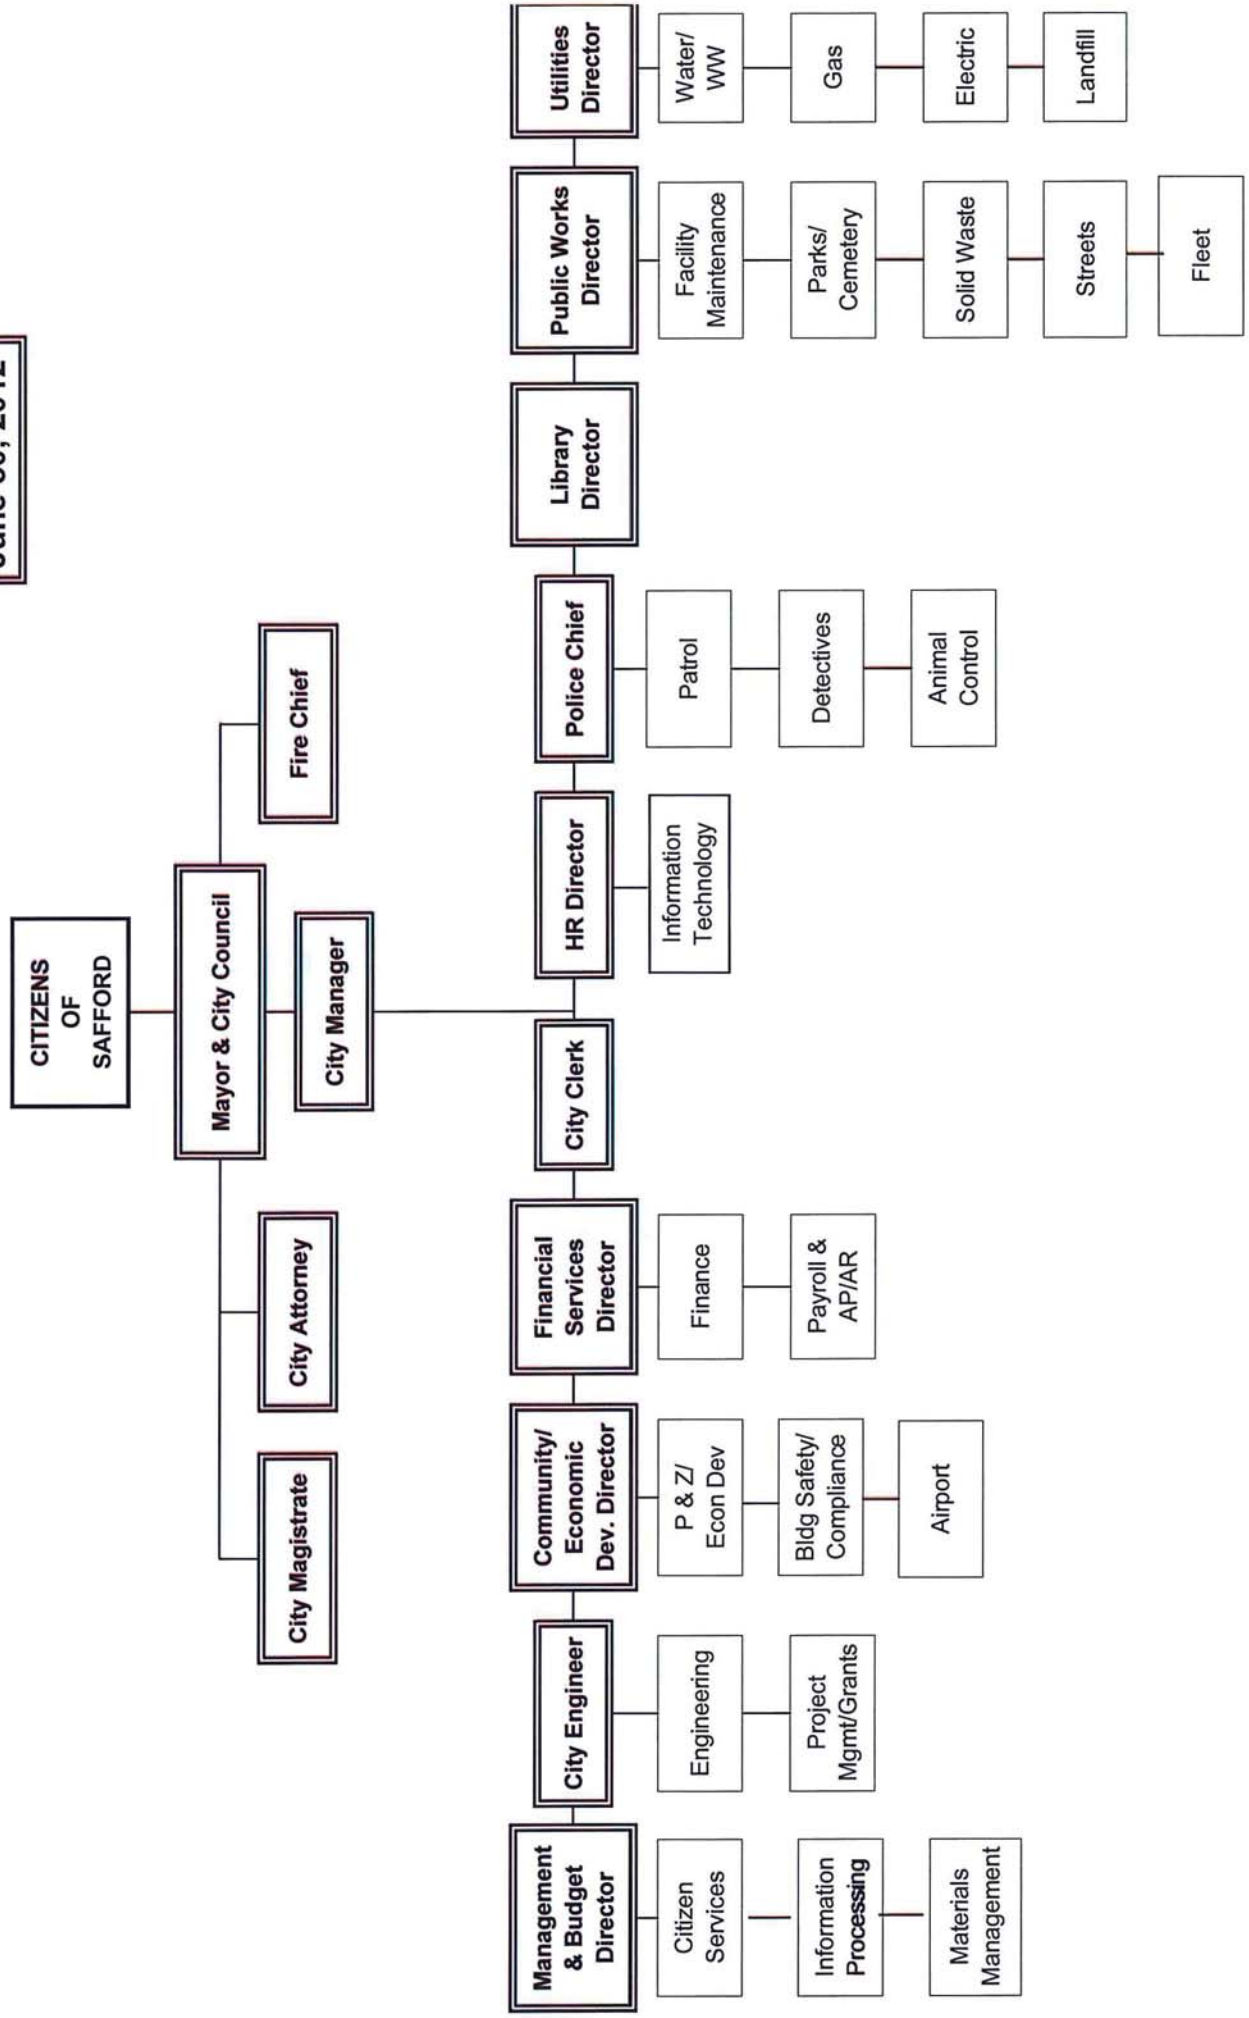 June 30, 2012
CITIZENS
OF
SAFFORD
Mayor & City Council
City Magistrate
City Attorney
City Manager
Fire Chief
Management
& Budget
Director
City Engineer
Community/
Economic
Dev. Director
Financial
Services
Director
City Clerk
HR Director
Police Chief
Library
Director
Public Works
Director
Utilities
Director
Citizen
Services
Information
Processing
Materials
Management
Engineering
Project
Mgmt/Grants
P & Z/
Econ Dev
Bldg Safety/
Compliance
Airport
Finance
Payroll &
AP/AR
Information
Technology
Patrol
Detectives
Animal
Control
Facility
Maintenance
Parks/
Cemetery
Solid Waste
Streets
Fleet
Water/
WW
Gas
Electric
Landfill